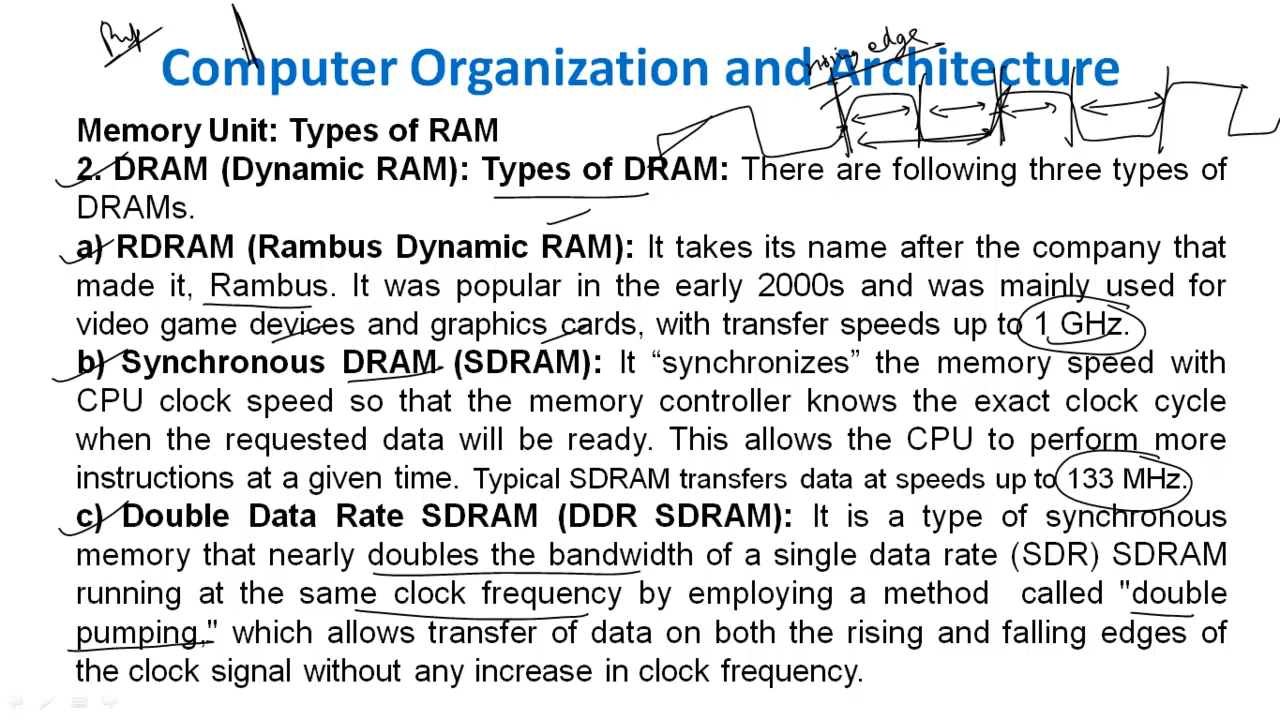 Computer Organization and Architecture
rising edge
Memory Unit: Types of RAM
2. DRAM (Dynamic RAM): Types of DRAM: There are following three types of
DRAMs.
a) RDRAM (Rambus Dynamic RAM): It takes its name after the company that
made it, Rambus. It was popular in the early 2000s and was mainly used for
video game devices and graphics cards, with transfer speeds up to 1 GHz.
b) Synchronous DRAM (SDRAM): It “synchronizes” the memory speed with
CPU clock speed so that the memory controller knows the exact clock cycle
when the requested data will be ready. This allows the CPU to perform more
instructions at a given time. Typical SDRAM transfers data at speeds up to 133 MHz.
c) Double Data Rate SDRAM (DDR SDRAM): It is a type of synchronous
memory that nearly doubles the bandwidth of a single data rate (SDR) SDRAM
running at the same clock frequency by employing a method called "double
pumping," which allows transfer of data on both the rising and falling edges of
the clock signal without any increase in clock frequency.